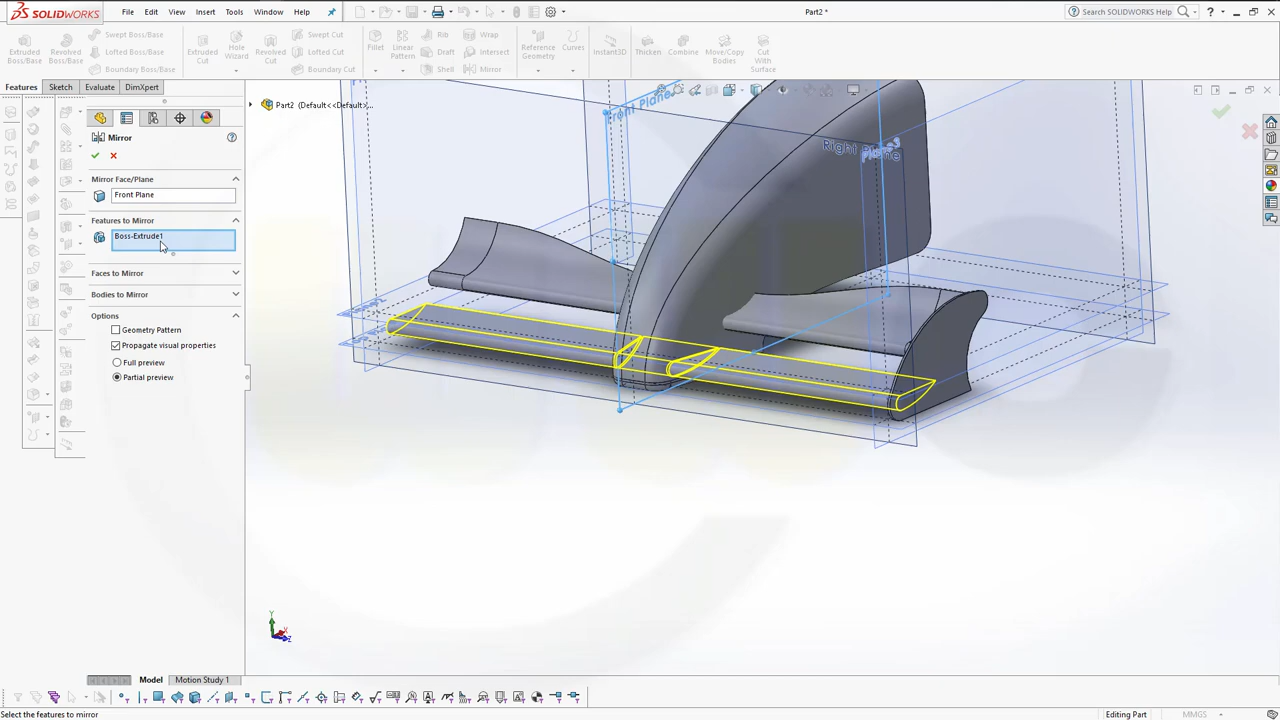 SOLIDWORKS
File
Edit
View
Insert
Tools
Window
Help
Part2 *
Search SOLIDWORKS Help
Extruded Boss/Base
Revolved Boss/Base
Swept Boss/Base
Lofted Boss/Base
Boundary Boss/Base
Extruded Cut
Hole Wizard
Revolved Cut
Swept Cut
Lofted Cut
Boundary Cut
Fillet
Linear Pattern
Rib
Draft
Shell
Wrap
Intersect
Mirror
Reference Geometry
Curves
Instant3D
Thicken
Combine
Move/Copy Bodies
Cut With Surface
Features
Sketch
Evaluate
DimXpert
Part2 (Default<<Default>...
Mirror
Mirror Face/Plane
Front Plane
Features to Mirror
Boss-Extrude1
Faces to Mirror
Bodies to Mirror
Options
Geometry Pattern
Propagate visual properties
Full preview
Partial preview
Front Plane
Right Plane
Plane3
Y
X
Z
Model
Motion Study 1
Select the features to mirror
Editing Part
MMGS